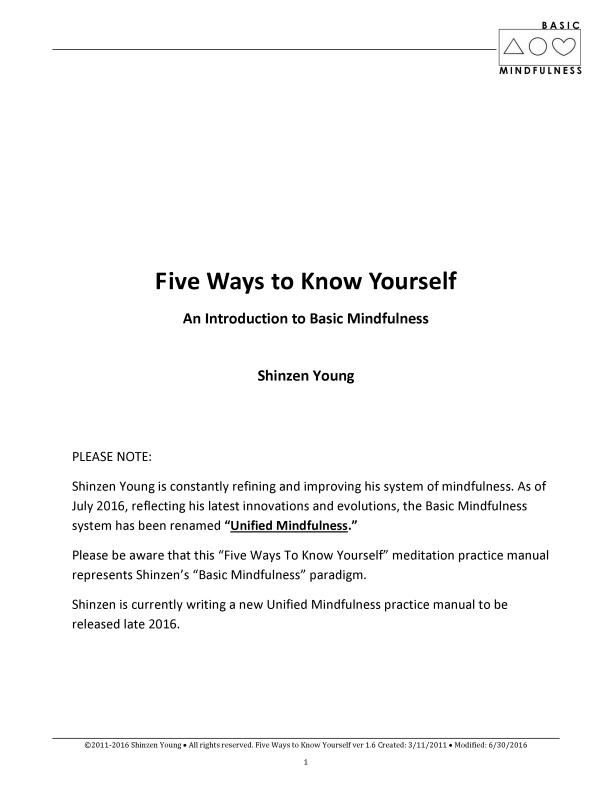 BASIC
MINDFULNESS
Five Ways to Know Yourself
An Introduction to Basic Mindfulness
Shinzen Young
PLEASE NOTE:
Shinzen Young is constantly refining and improving his system of mindfulness. As of
July 2016, reflecting his latest innovations and evolutions, the Basic Mindfulness
system has been renamed “Unified Mindfulness.”
Please be aware that this “Five Ways To Know Yourself” meditation practice manual
represents Shinzen’s “Basic Mindfulness” paradigm.
Shinzen is currently writing a new Unified Mindfulness practice manual to be
released late 2016.
©2011-2016 Shinzen Young • All rights reserved. Five Ways to Know Yourself ver 1.6 Created: 3/11/2011 • Modified: 6/30/2016
1